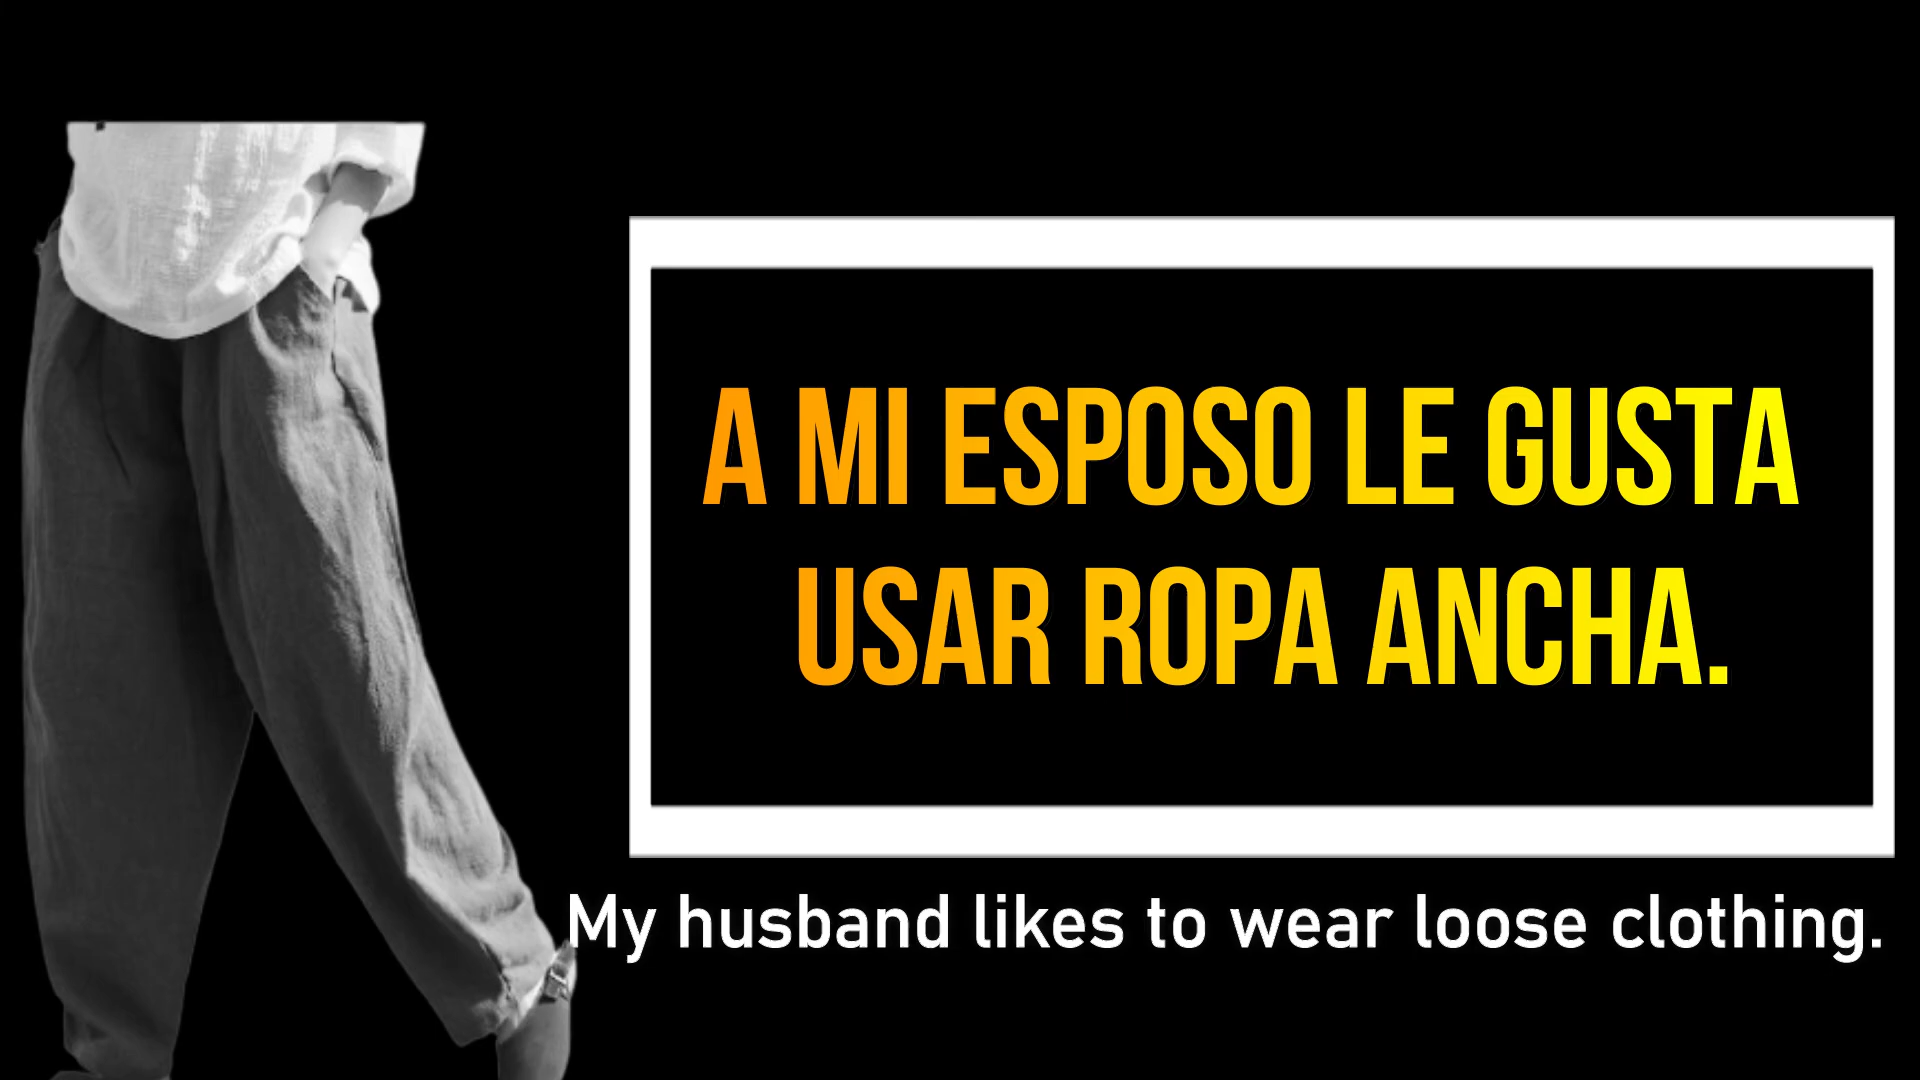 A MI ESPOSO LE GUSTA
USAR ROPA ANCHA.
My husband likes to wear loose clothing.